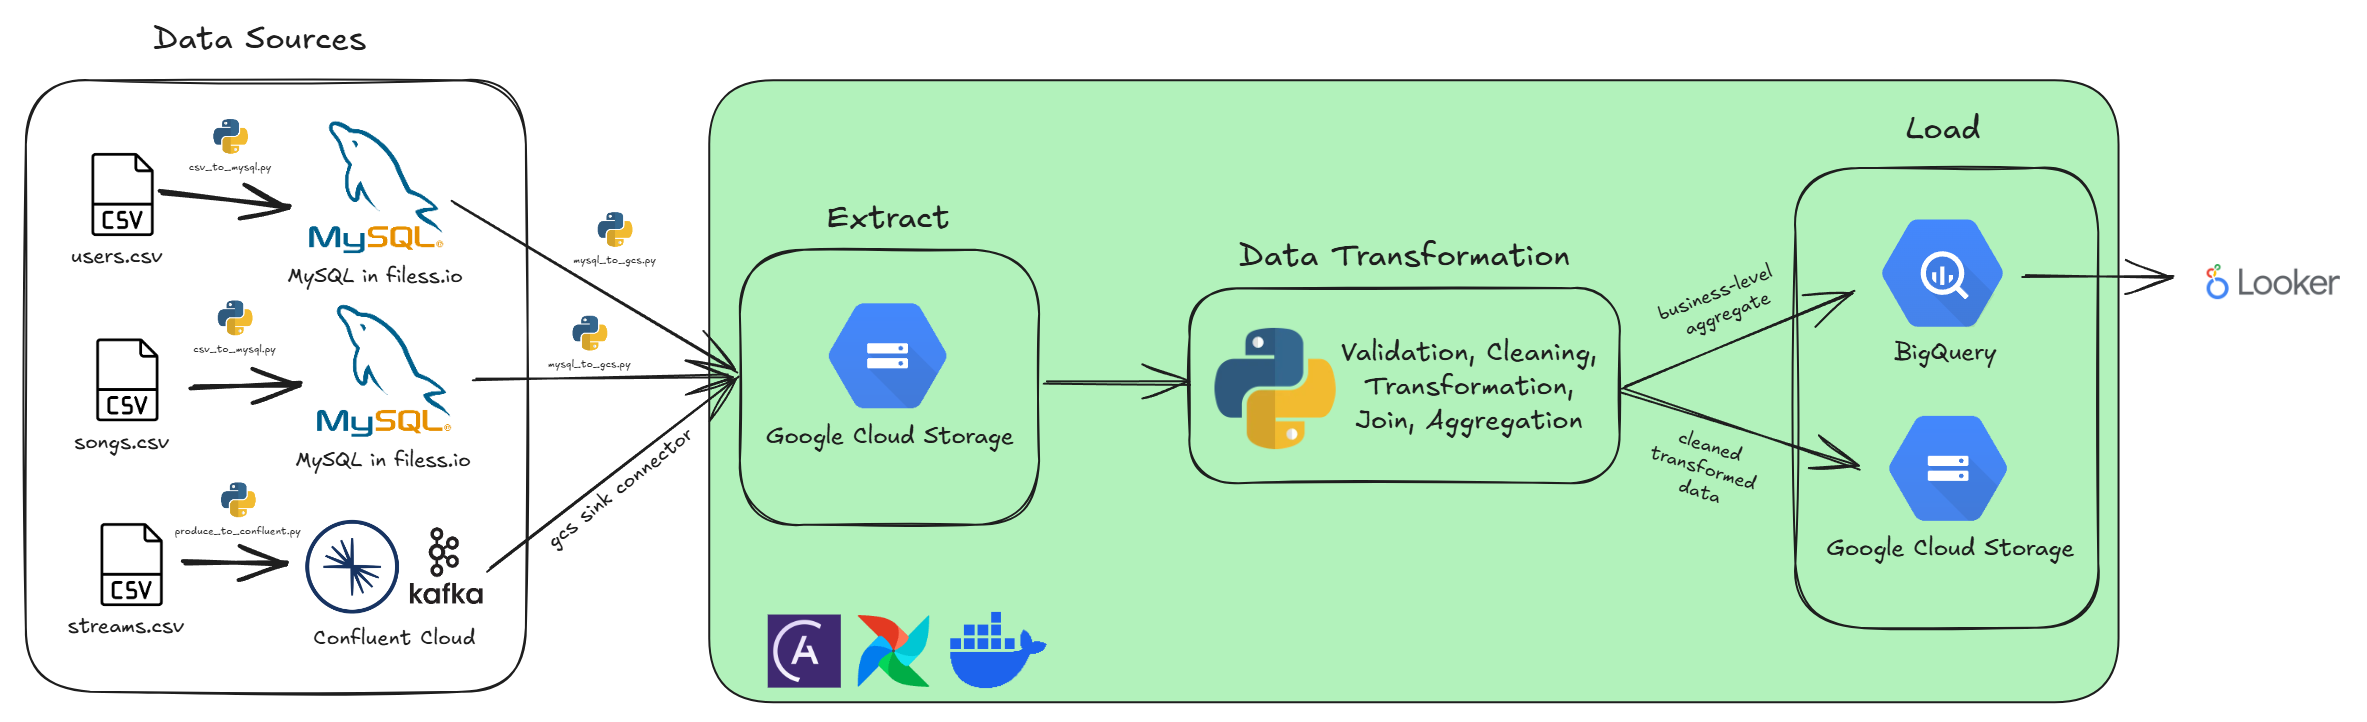 Data Sources
CSV
users.csv
csv_to_mysql.py
MySQL®
MySQL in filess.io
CSV
songs.csv
csv_to_mysql.py
MySQL®
MySQL in filess.io
CSV
streams.csv
produce_to_confluent.py
kafka
Confluent Cloud
mysql_to_gcs.py
mysql_to_gcs.py
gcs sink connector
Extract
Google Cloud Storage
Data Transformation
Validation, Cleaning,
Transformation,
Join, Aggregation
business-level
aggregate
cleaned
transformed
data
Load
BigQuery
Google Cloud Storage
Looker
A